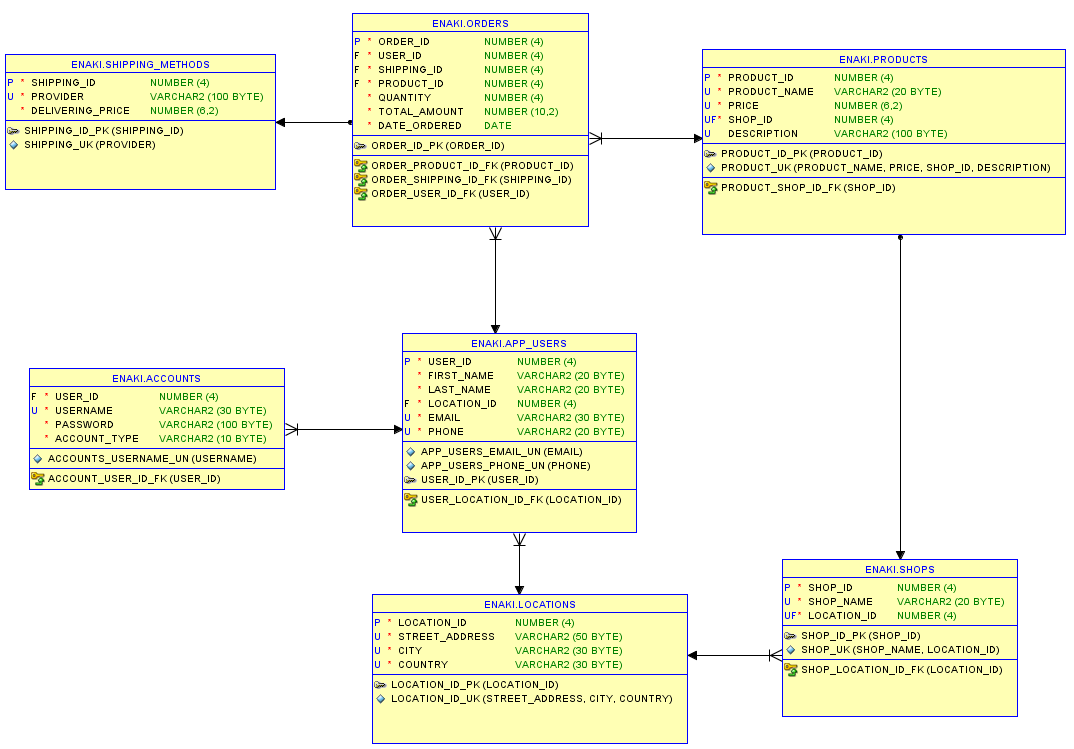 ENAKI.ORDERS
P * ORDER_ID NUMBER (4)
F * USER_ID NUMBER (4)
F * SHIPPING_ID NUMBER (4)
F * PRODUCT_ID NUMBER (4)
* QUANTITY NUMBER (4)
* TOTAL_AMOUNT NUMBER (10,2)
* DATE_ORDERED DATE
ORDER_ID_PK (ORDER_ID)
ORDER_PRODUCT_ID_FK (PRODUCT_ID)
ORDER_SHIPPING_ID_FK (SHIPPING_ID)
ORDER_USER_ID_FK (USER_ID)
ENAKI.SHIPPING_METHODS
P * SHIPPING_ID NUMBER (4)
U * PROVIDER VARCHAR2 (100 BYTE)
* DELIVERING_PRICE NUMBER (6,2)
SHIPPING_ID_PK (SHIPPING_ID)
SHIPPING_UK (PROVIDER)
ENAKI.PRODUCTS
P * PRODUCT_ID NUMBER (4)
U * PRODUCT_NAME VARCHAR2 (20 BYTE)
U * PRICE NUMBER (6,2)
UF* SHOP_ID NUMBER (4)
U DESCRIPTION VARCHAR2 (100 BYTE)
PRODUCT_ID_PK (PRODUCT_ID)
PRODUCT_UK (PRODUCT_NAME, PRICE, SHOP_ID, DESCRIPTION)
PRODUCT_SHOP_ID_FK (SHOP_ID)
ENAKI.APP_USERS
P * USER_ID NUMBER (4)
* FIRST_NAME VARCHAR2 (20 BYTE)
* LAST_NAME VARCHAR2 (20 BYTE)
F * LOCATION_ID NUMBER (4)
U * EMAIL VARCHAR2 (30 BYTE)
U * PHONE VARCHAR2 (20 BYTE)
APP_USERS_EMAIL_UN (EMAIL)
APP_USERS_PHONE_UN (PHONE)
USER_ID_PK (USER_ID)
USER_LOCATION_ID_FK (LOCATION_ID)
ENAKI.ACCOUNTS
F * USER_ID NUMBER (4)
U * USERNAME VARCHAR2 (30 BYTE)
* PASSWORD VARCHAR2 (100 BYTE)
* ACCOUNT_TYPE VARCHAR2 (10 BYTE)
ACCOUNTS_USERNAME_UN (USERNAME)
ACCOUNT_USER_ID_FK (USER_ID)
ENAKI.LOCATIONS
P * LOCATION_ID NUMBER (4)
U * STREET_ADDRESS VARCHAR2 (50 BYTE)
U * CITY VARCHAR2 (30 BYTE)
U * COUNTRY VARCHAR2 (30 BYTE)
LOCATION_ID_PK (LOCATION_ID)
LOCATION_ID_UK (STREET_ADDRESS, CITY, COUNTRY)
ENAKI.SHOPS
P * SHOP_ID NUMBER (4)
U * SHOP_NAME VARCHAR2 (20 BYTE)
UF* LOCATION_ID NUMBER (4)
SHOP_ID_PK (SHOP_ID)
SHOP_UK (SHOP_NAME, LOCATION_ID)
SHOP_LOCATION_ID_FK (LOCATION_ID)